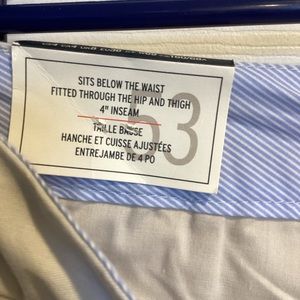 SITS BELOW THE WAIST
FITTED THROUGH THE HIP AND THIGH
4" INSEAM
TAILLE BASSE
HANCHE ET CUISSE AJUSTÉES
ENTREJAMBE DE 4 PO